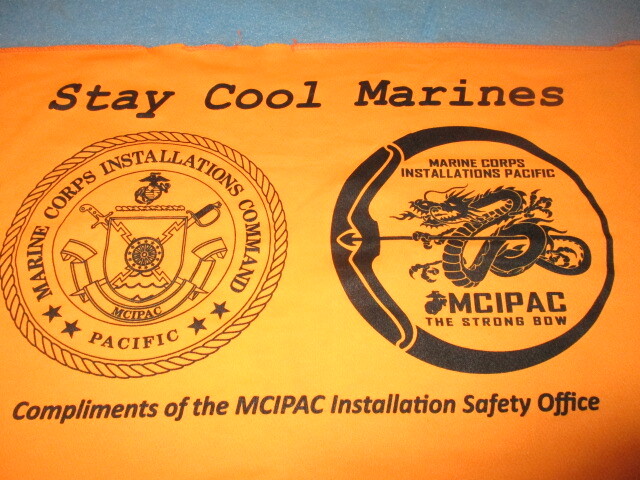 Stay Cool Marines
MARINE CORPS INSTALLATIONS COMMAND
MCIPAC
PACIFIC
MARINE CORPS
INSTALLATIONS PACIFIC
MCIPAC
THE STRONG BOW
Compliments of the MCIPAC Installation Safety Office